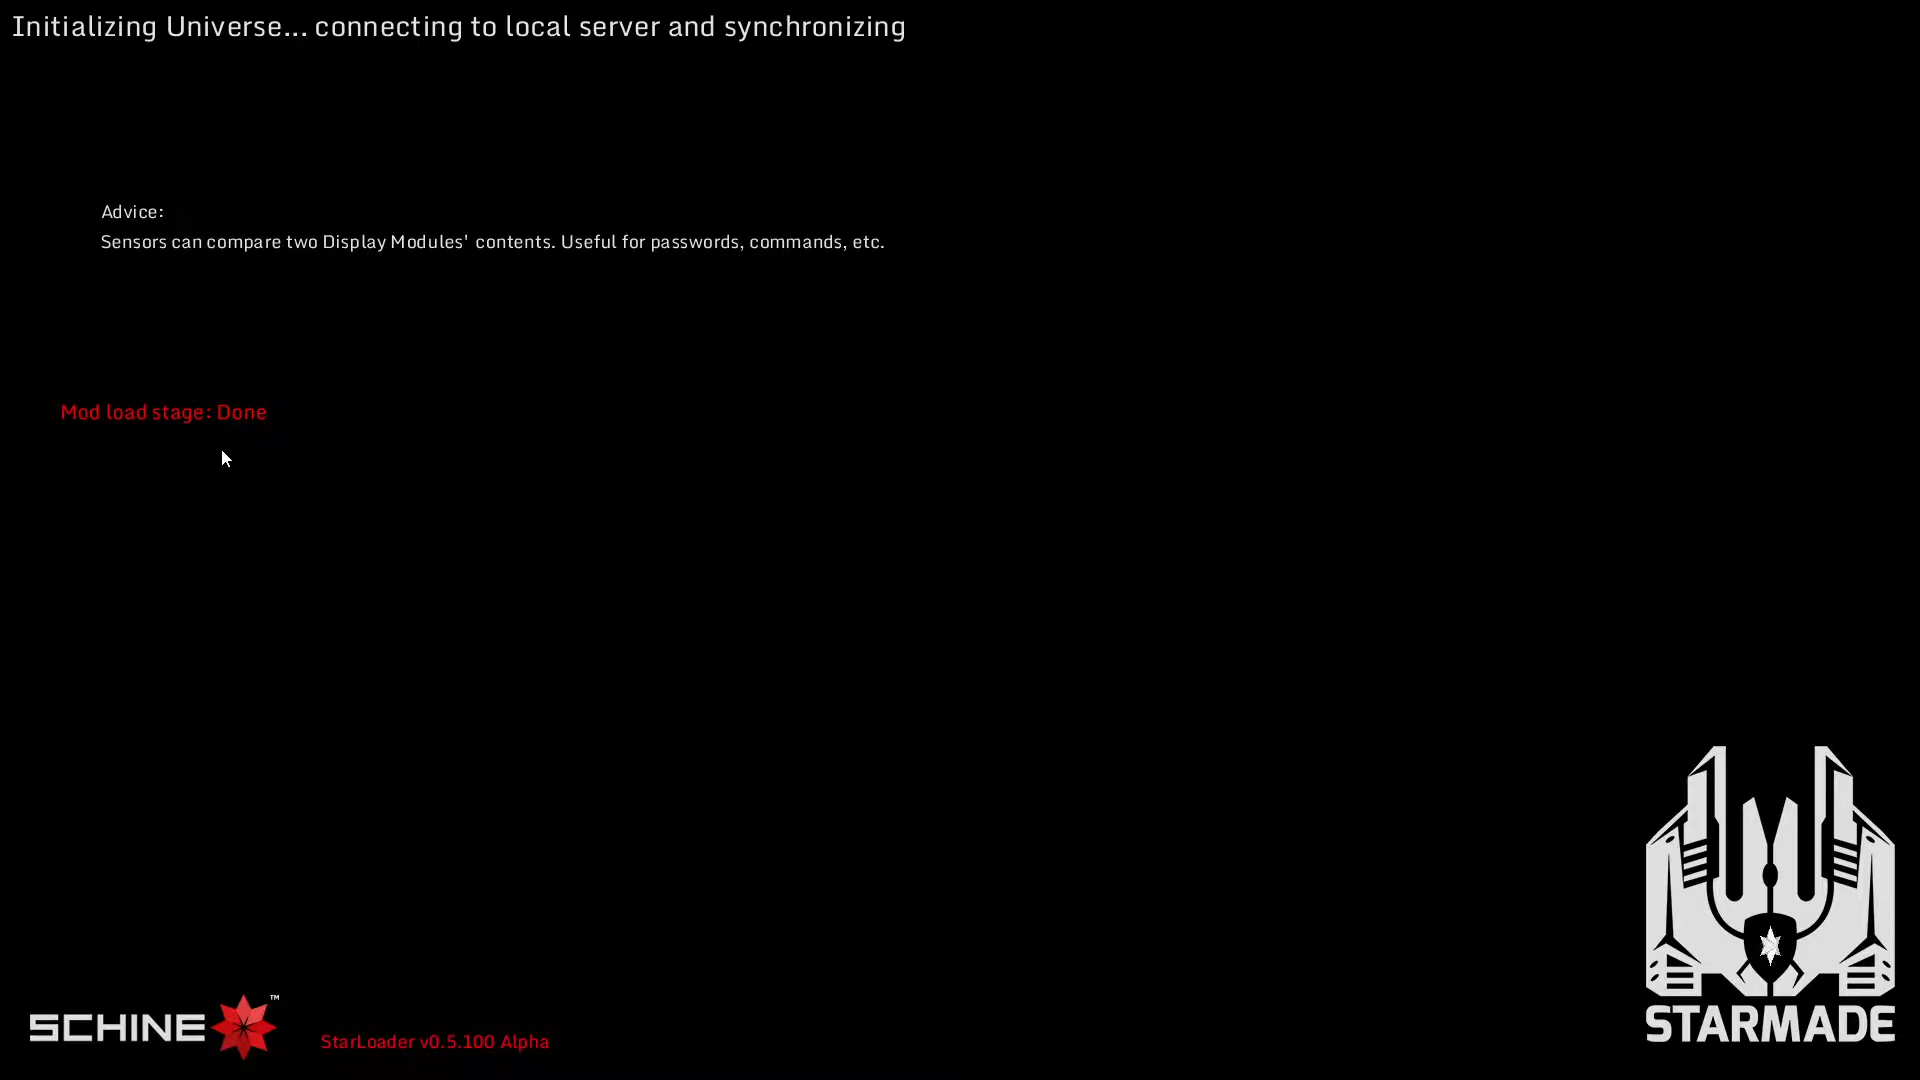 Initializing Universe... connecting to local server and synchronizing
Advice:
Sensors can compare two Display Modules' contents. Useful for passwords, commands, etc.
Mod load stage: Done
SCHINE™
StarLoader v0.5.100 Alpha
STARMADE